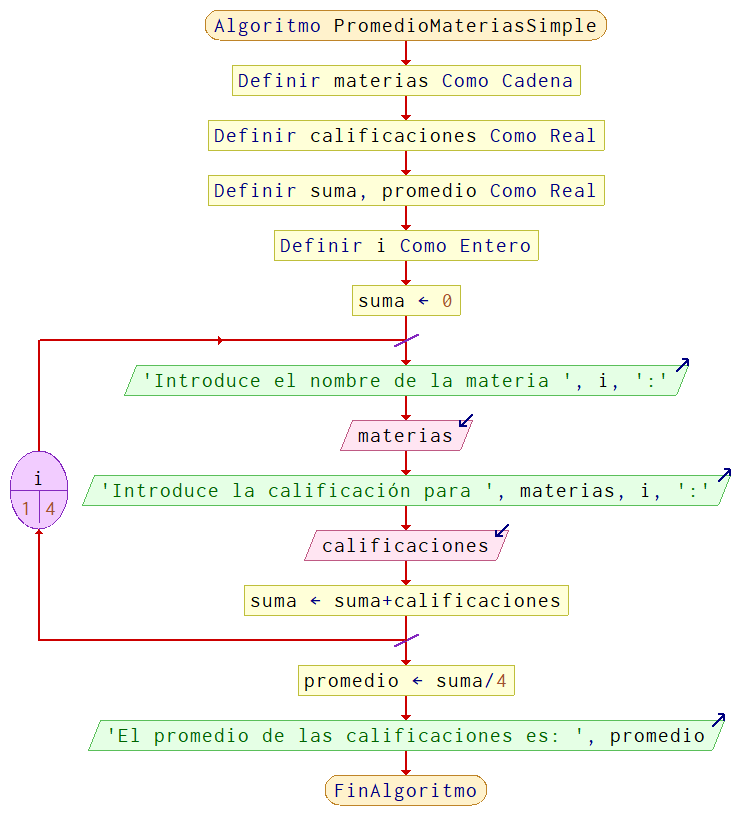 Algoritmo PromedioMateriasSimple
Definir materias Como Cadena
Definir calificaciones Como Real
Definir suma, promedio Como Real
Definir i Como Entero
suma ← 0
'Introduce el nombre de la materia ', i, ':'
materias
i
1 4
'Introduce la calificación para ', materias, i, ':'
calificaciones
suma ← suma+calificaciones
promedio ← suma/4
'El promedio de las calificaciones es: ', promedio
FinAlgoritmo